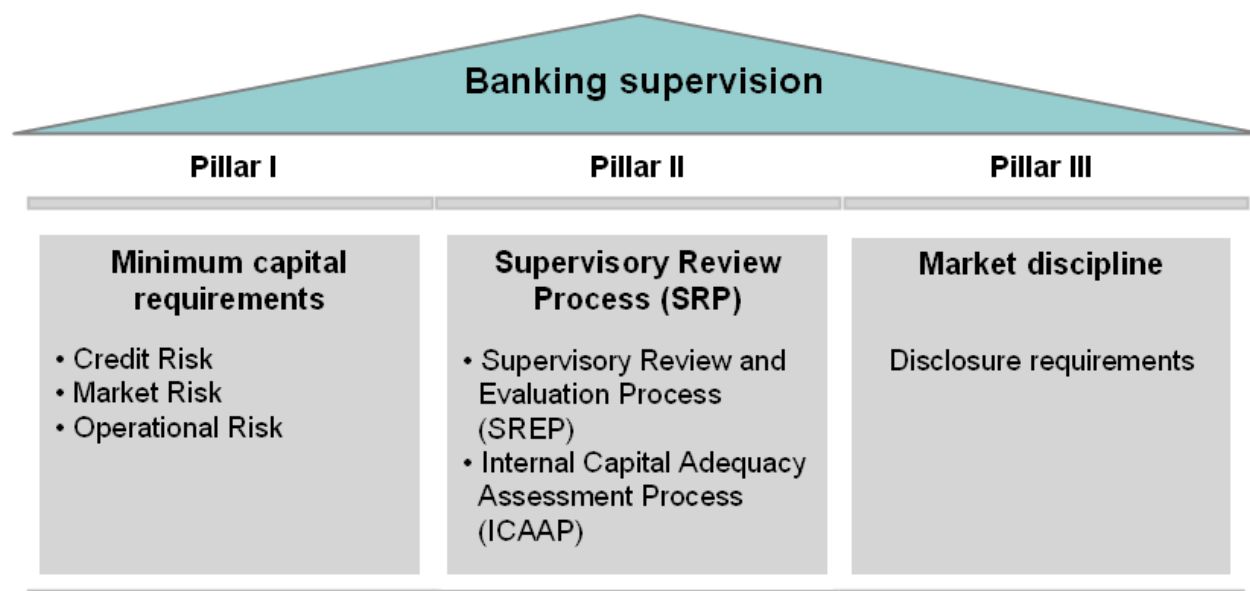 Banking supervision
Pillar I
Pillar II
Pillar III
Minimum capital
requirements
• Credit Risk
• Market Risk
• Operational Risk
Supervisory Review
Process (SRP)
• Supervisory Review and
Evaluation Process
(SREP)
• Internal Capital Adequacy
Assessment Process
(ICAAP)
Market discipline
Disclosure requirements